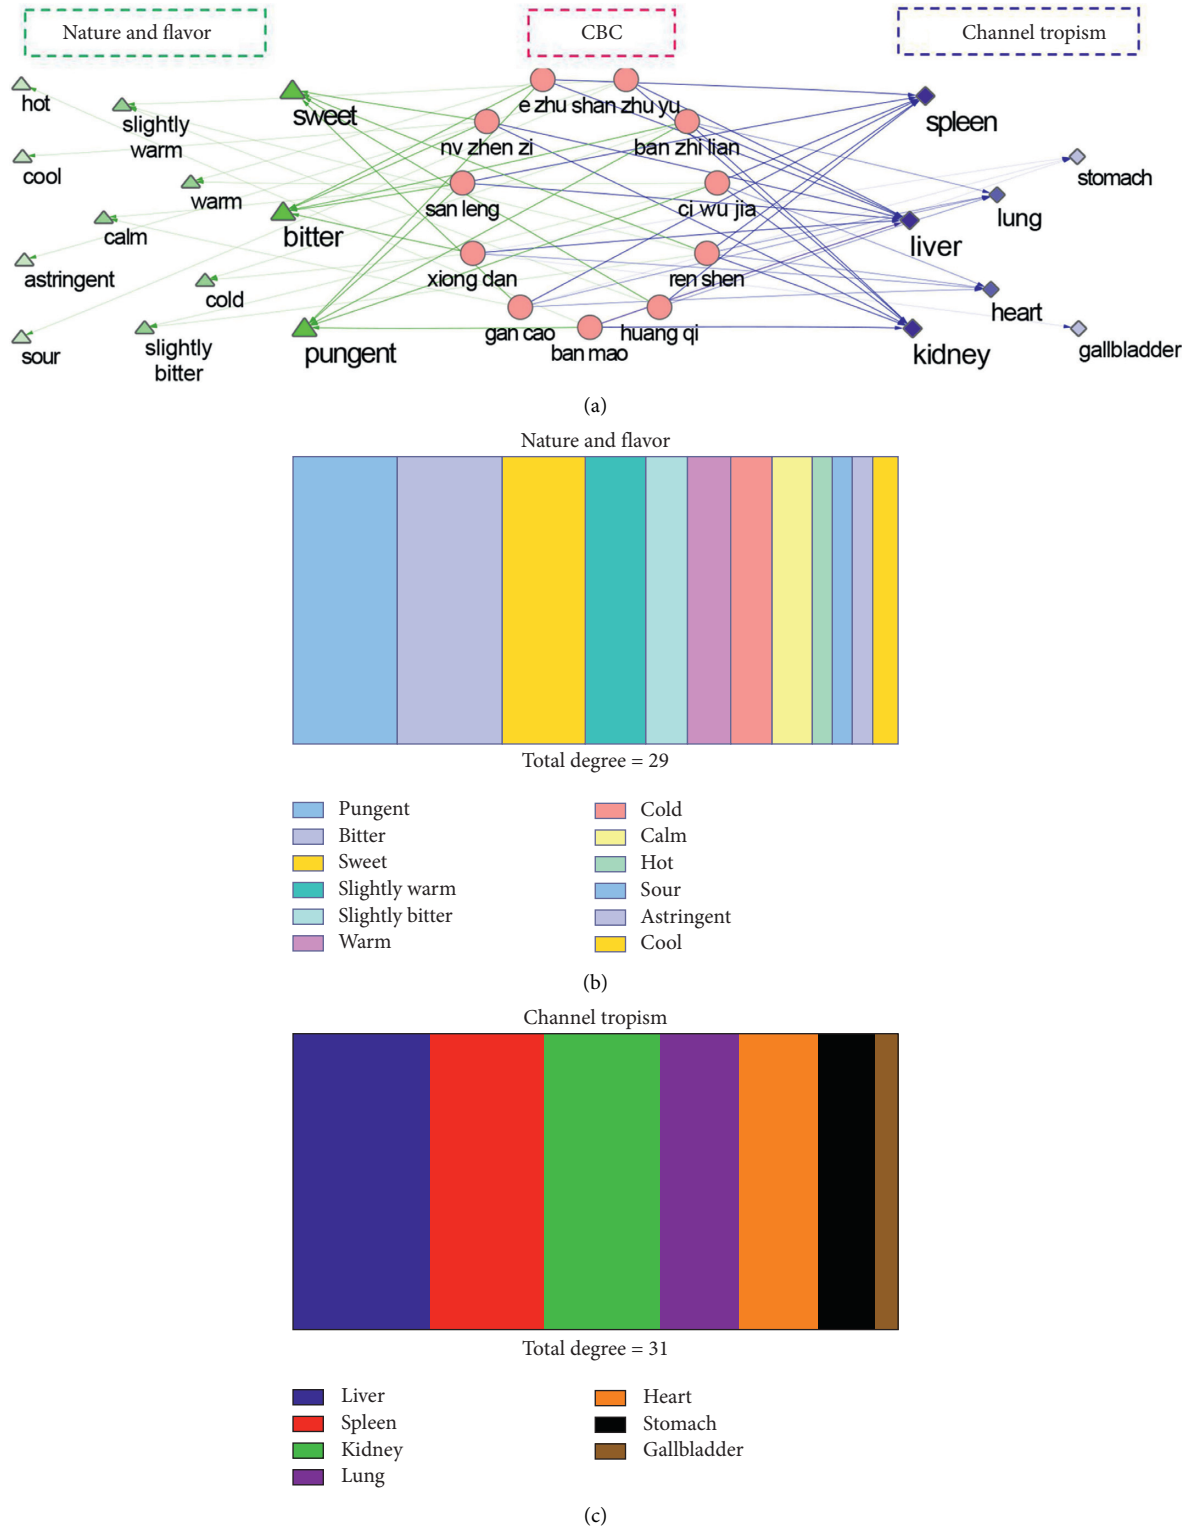 Nature and flavor
CBC
Channel tropism
hot
slightly
warm
sweet
e zhu
shan zhu yu
spleen
cool
nv zhen zi
ban zhi lian
stomach
warm
san leng
ci wu jia
lung
calm
bitter
liver
astringent
cold
xiong dan
ren shen
heart
sour
slightly
bitter
pungent
gan cao
ban mao
huang qi
kidney
gallbladder
(a)
Nature and flavor
Total degree = 29
Pungent
Bitter
Sweet
Slightly warm
Slightly bitter
Warm
Cold
Calm
Hot
Sour
Astringent
Cool
(b)
Channel tropism
Total degree = 31
Liver
Spleen
Kidney
Lung
Heart
Stomach
Gallbladder
(c)